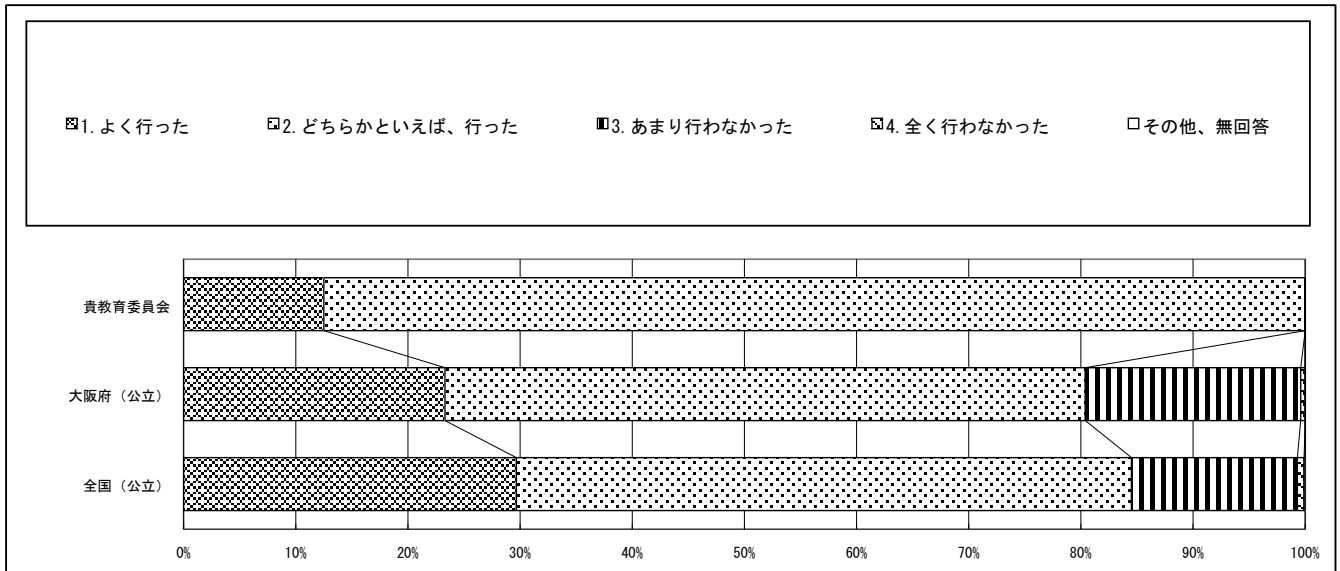 1. よく行った 2. どちらかといえば、行った 3. あまり行わなかった 4. 全く行わなかった その他、無回答
貴教育委員会
大阪府（公立）
全国（公立）
0% 10% 20% 30% 40% 50% 60% 70% 80% 90% 100%